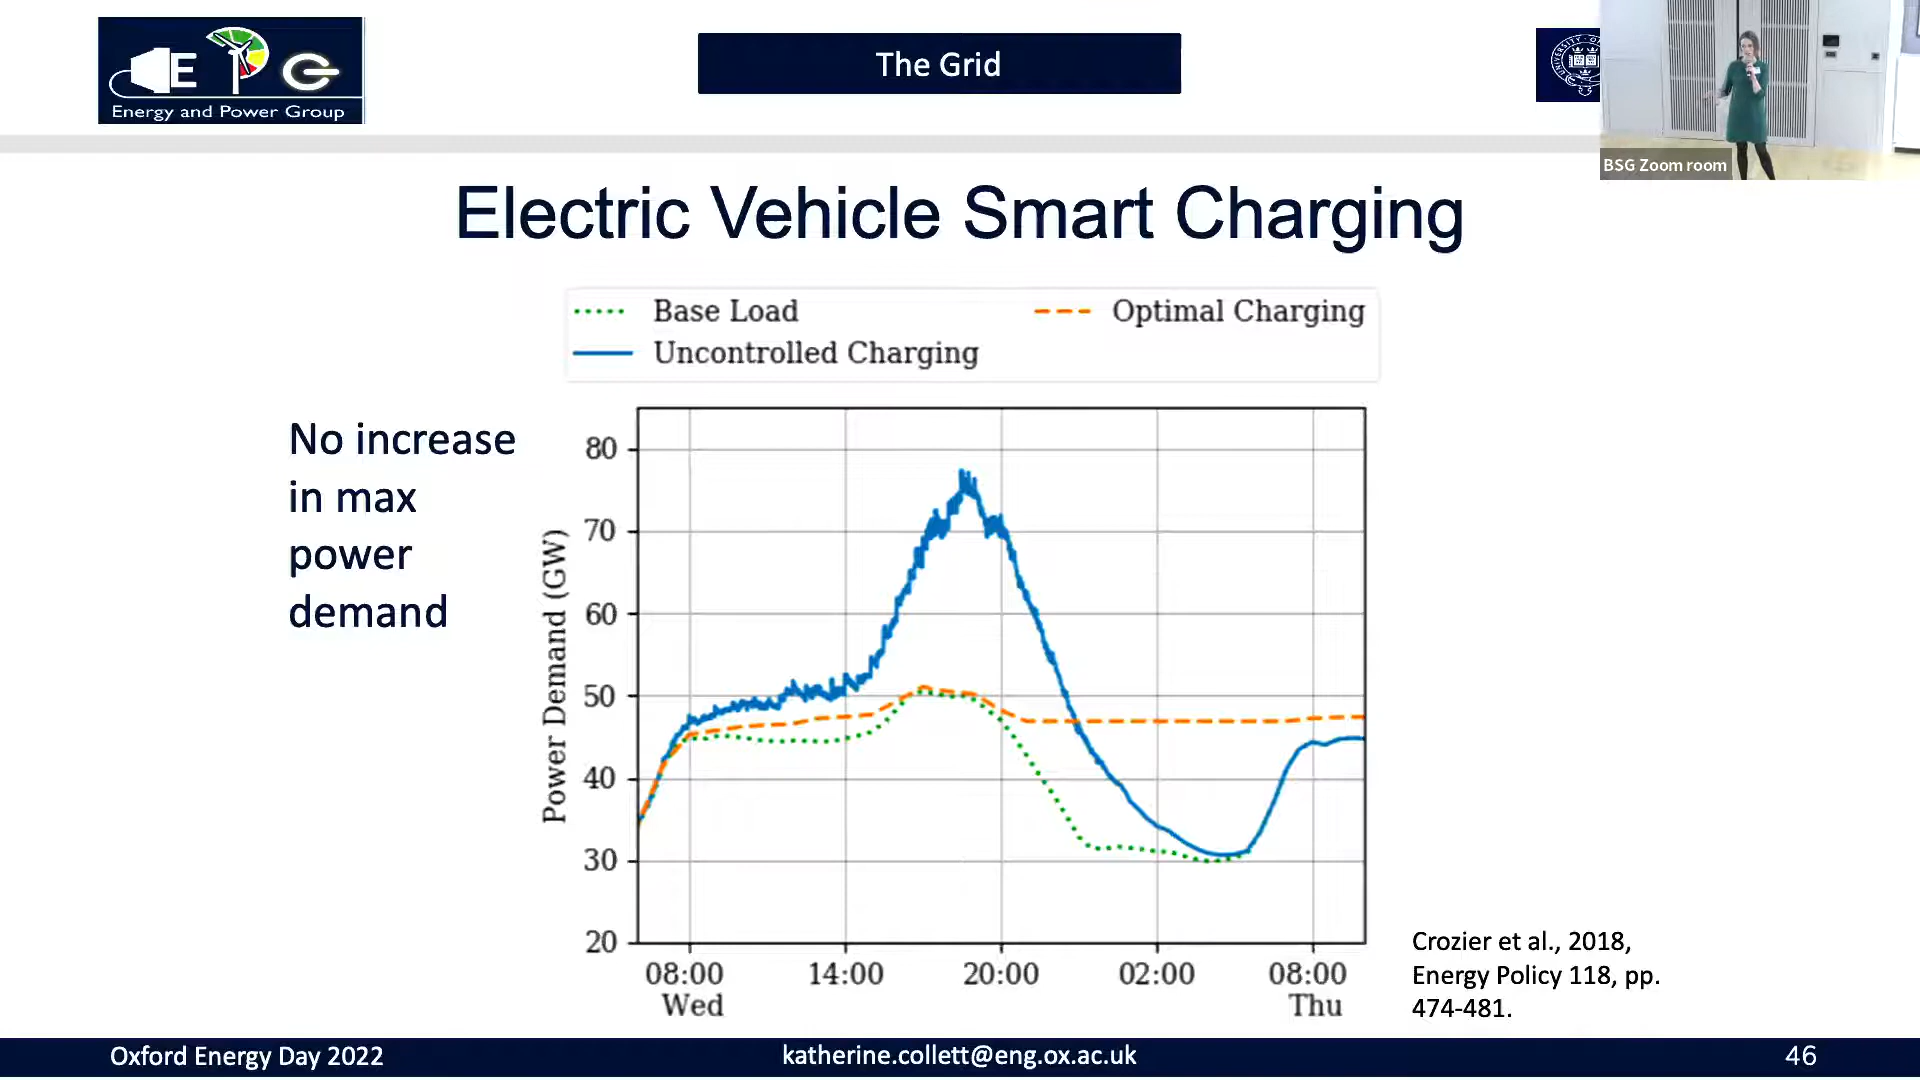 E P G
Energy and Power Group
The Grid
UNIVERSITY · O
BSG Zoom room
Electric Vehicle Smart Charging
Base Load
Optimal Charging
Uncontrolled Charging
No increase
in max
power
demand
Power Demand (GW)
80
70
60
50
40
30
20
08:00
14:00
20:00
02:00
08:00
Wed
Thu
Crozier et al., 2018,
Energy Policy 118, pp.
474-481.
Oxford Energy Day 2022
katherine.collett@eng.ox.ac.uk
46